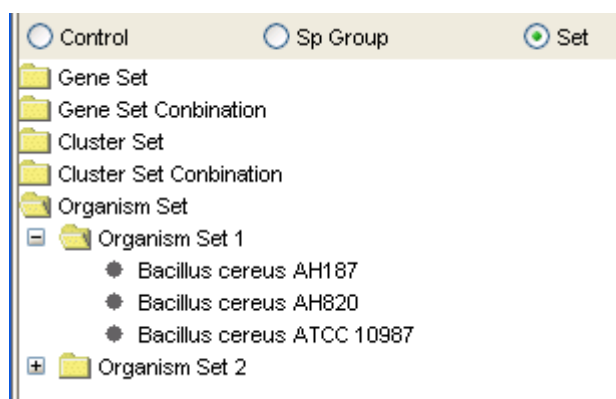 Control Sp Group Set
Gene Set
Gene Set Conbination
Cluster Set
Cluster Set Conbination
Organism Set
Organism Set 1
Bacillus cereus AH187
Bacillus cereus AH820
Bacillus cereus ATCC 10987
Organism Set 2